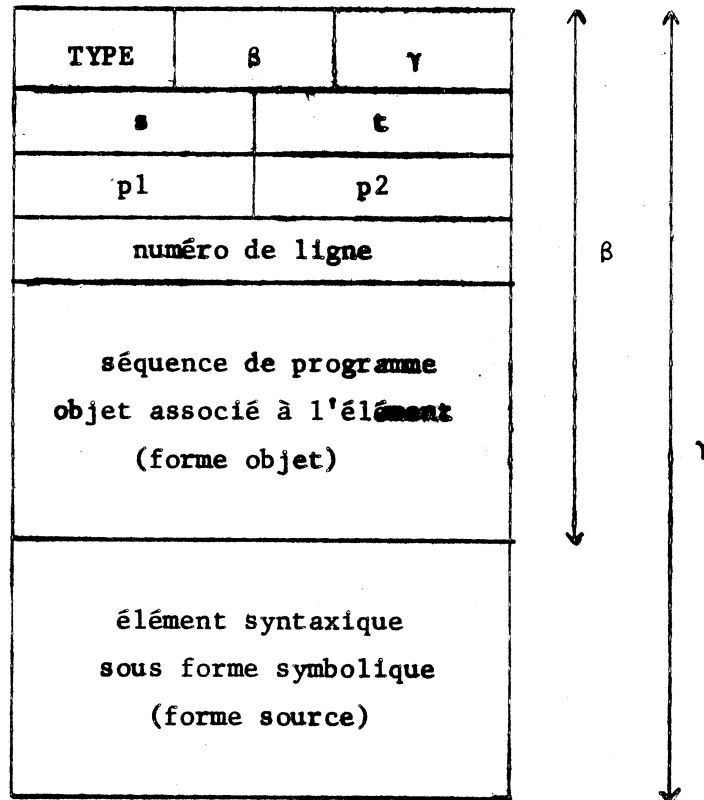 TYPE β γ
s t
p1 p2
numéro de ligne
β
séquence de programme
objet associé à l'élément
(forme objet)
γ
élément syntaxique
sous forme symbolique
(forme source)